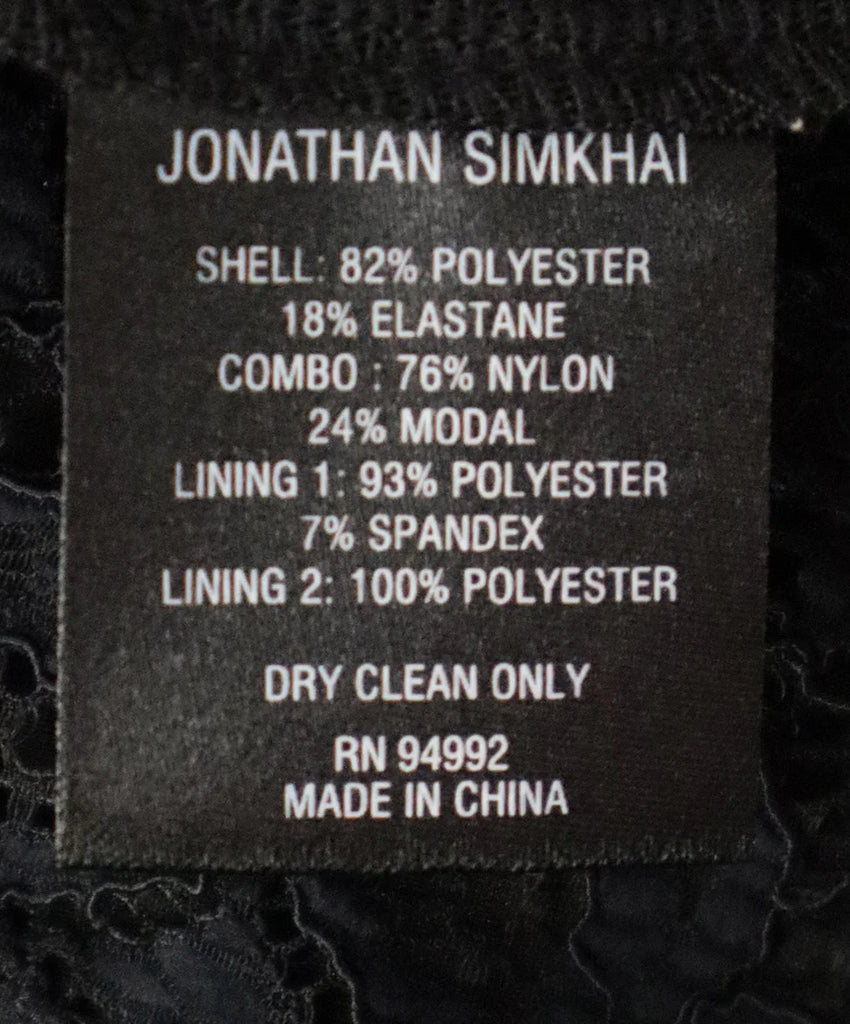 JONATHAN SIMKHAI
SHELL: 82% POLYESTER
18% ELASTANE
COMBO : 76% NYLON
24% MODAL
LINING 1: 93% POLYESTER
7% SPANDEX
LINING 2: 100% POLYESTER
DRY CLEAN ONLY
RN 94992
MADE IN CHINA